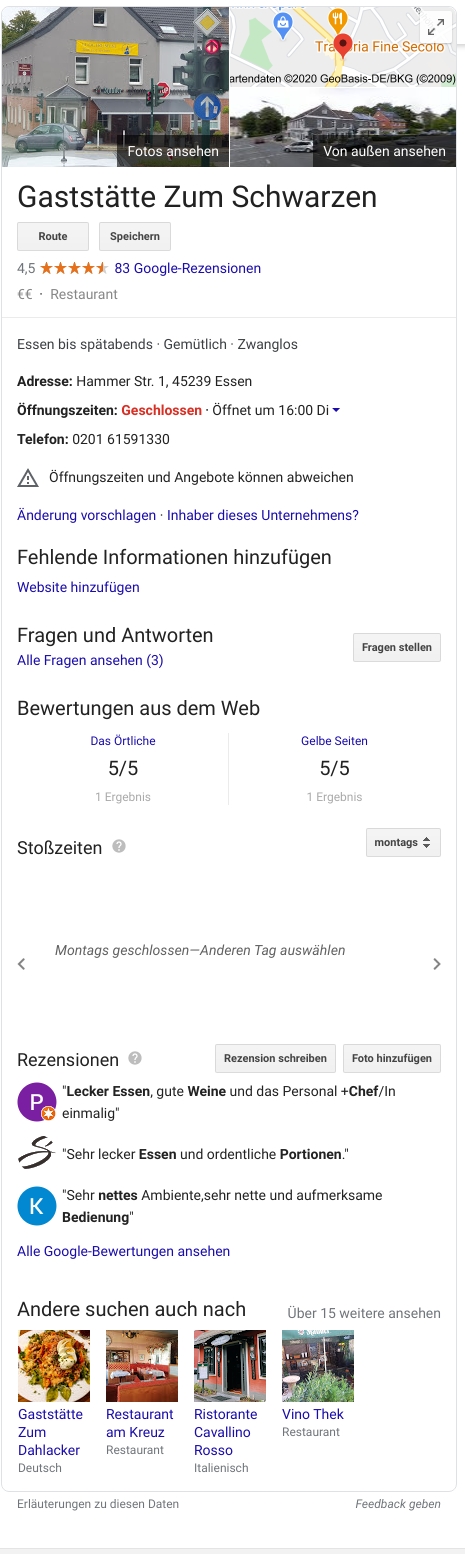 Trattoria Fine Secolo
artendaten ©2020 GeoBasis-DE/BKG (©2009)
Fotos ansehen
Von außen ansehen
Gaststätte Zum Schwarzen
Route
Speichern
4,5 83 Google-Rezensionen
€€ · Restaurant
Essen bis spätabends · Gemütlich · Zwanglos
Adresse: Hammer Str. 1, 45239 Essen
Öffnungszeiten: Geschlossen · Öffnet um 16:00 Di
Telefon: 0201 61591330
Öffnungszeiten und Angebote können abweichen
Änderung vorschlagen · Inhaber dieses Unternehmens?
Fehlende Informationen hinzufügen
Website hinzufügen
Fragen und Antworten
Fragen stellen
Alle Fragen ansehen (3)
Bewertungen aus dem Web
Das Örtliche
Gelbe Seiten
5/5
5/5
1 Ergebnis
1 Ergebnis
Stoßzeiten
?
montags
Montags geschlossen—Anderen Tag auswählen
Rezensionen
?
Rezension schreiben
Foto hinzufügen
P
"Lecker Essen, gute Weine und das Personal +Chef/In
einmalig"
"Sehr lecker Essen und ordentliche Portionen."
K
"Sehr nettes Ambiente,sehr nette und aufmerksame
Bedienung"
Alle Google-Bewertungen ansehen
Andere suchen auch nach
Über 15 weitere ansehen
Gaststätte
Zum
Dahlacker
Deutsch
Restaurant
am Kreuz
Restaurant
Ristorante
Cavallino
Rosso
Italienisch
Vino Thek
Restaurant
Erläuterungen zu diesen Daten
Feedback geben